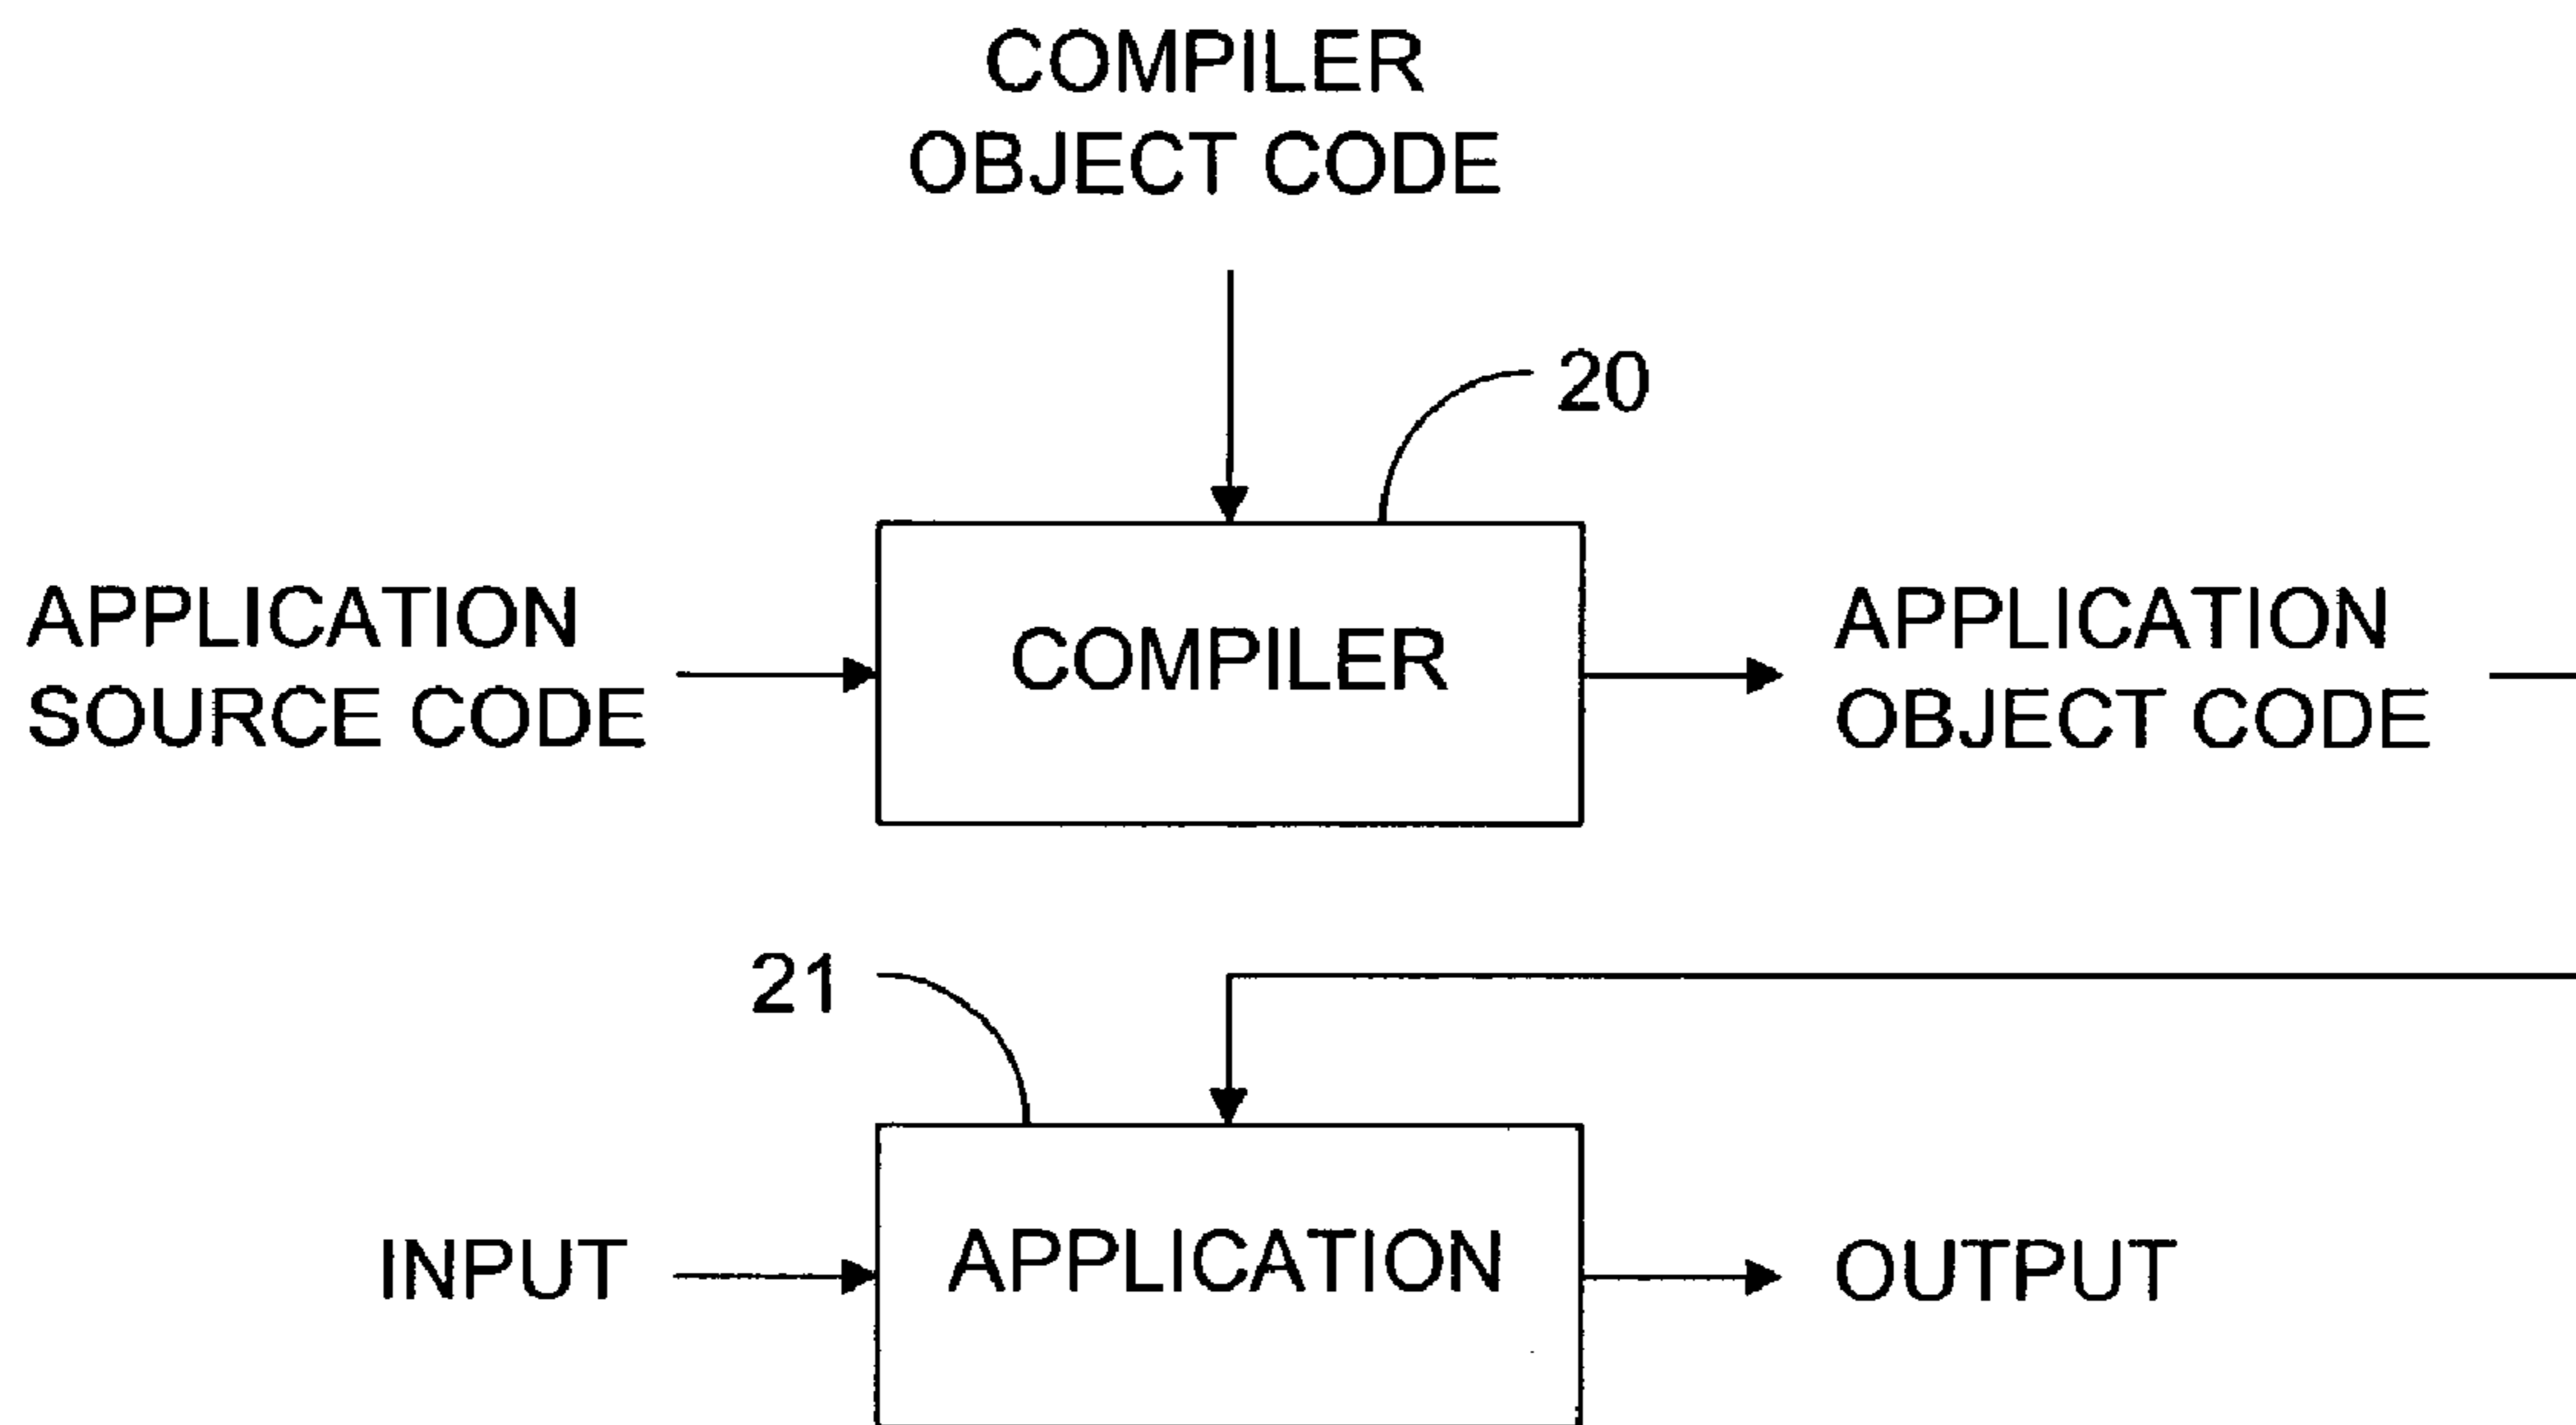 COMPILER
OBJECT CODE
20
APPLICATION
SOURCE CODE
COMPILER
APPLICATION
OBJECT CODE
21
INPUT
APPLICATION
OUTPUT